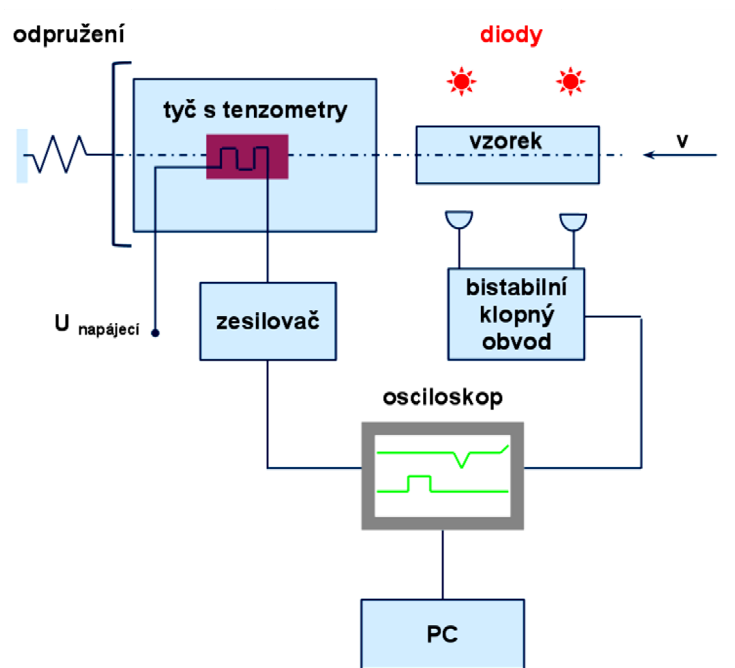 odpružení
diody
tyč s tenzometry
vzorek
v
U napájecí
zesilovač
bistabilní
klopný
obvod
osciloskop
PC